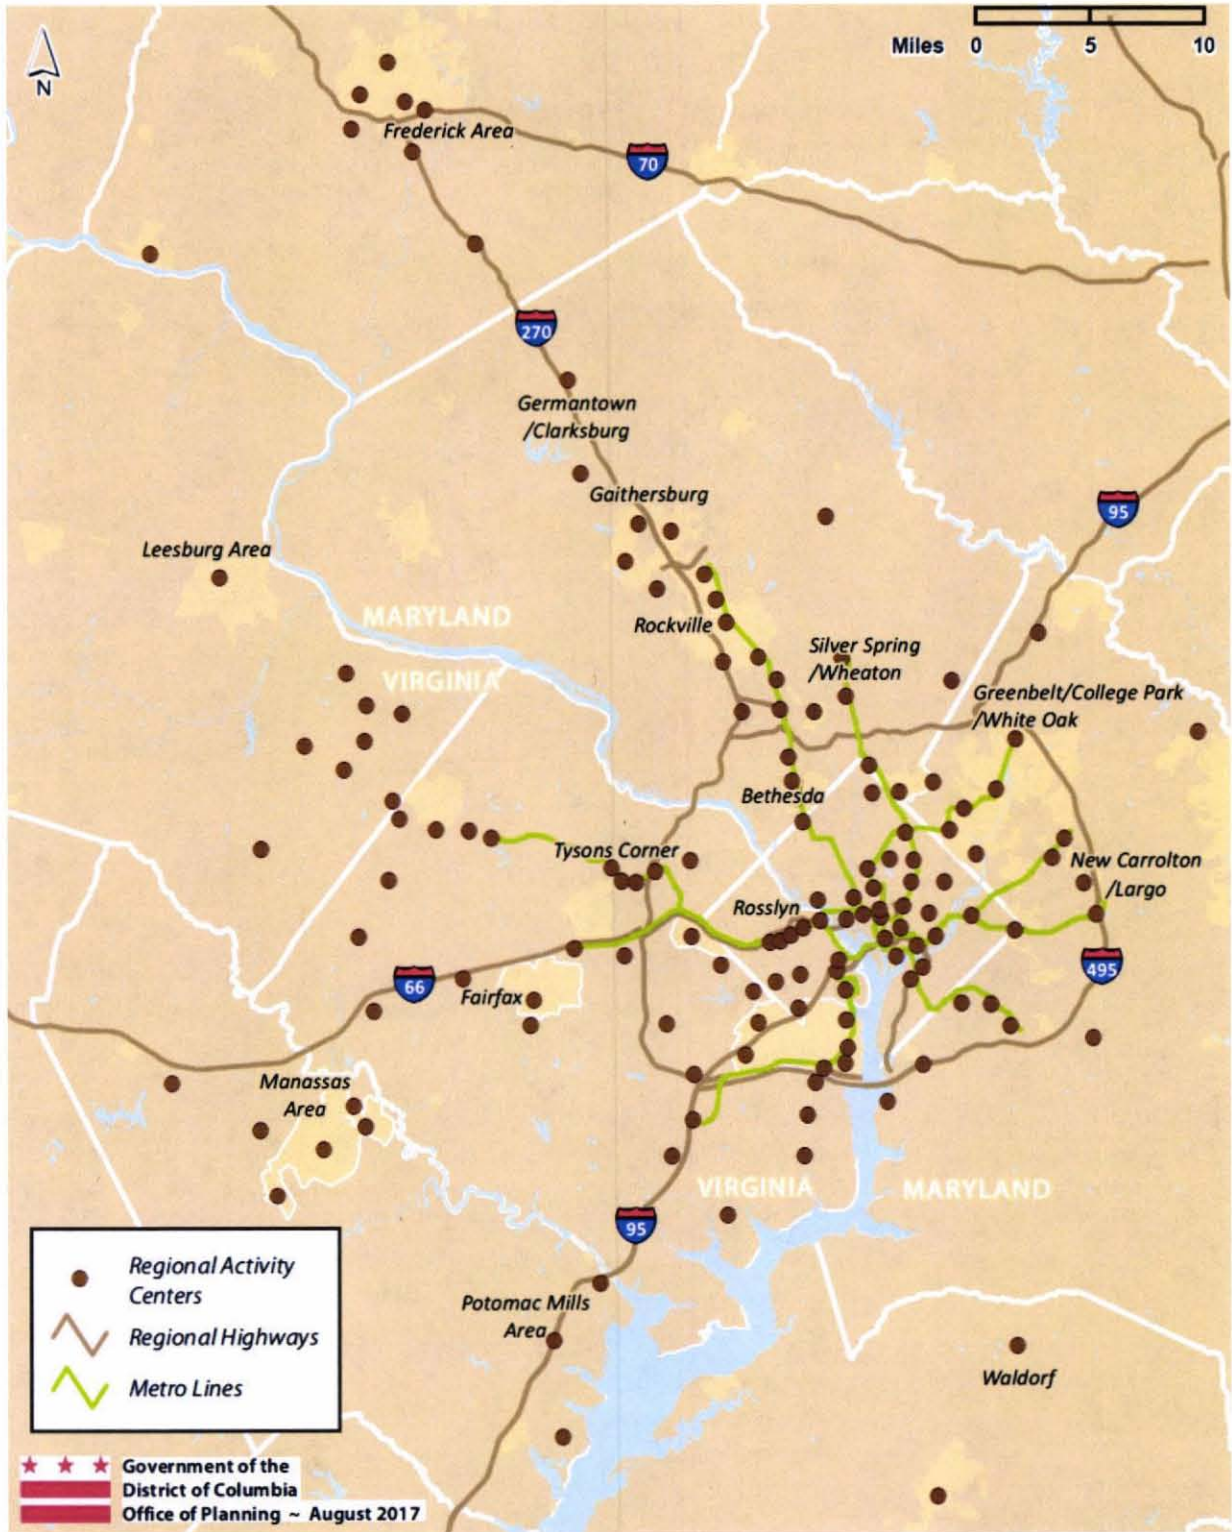 Miles 0 5 10
N
Frederick Area
70
270
Germantown
/Clarksburg
Gaithersburg
95
Leesburg Area
MARYLAND
Rockville
Silver Spring
/Wheaton
VIRGINIA
Greenbelt/College Park
/White Oak
Bethesda
Tysons Corner
New Carrolton
/Largo
Rosslyn
495
66
Fairfax
Manassas
Area
VIRGINIA
MARYLAND
95
Regional Activity
Centers
Regional Highways
Metro Lines
Potomac Mills
Area
Waldorf
Government of the
District of Columbia
Office of Planning ~ August 2017